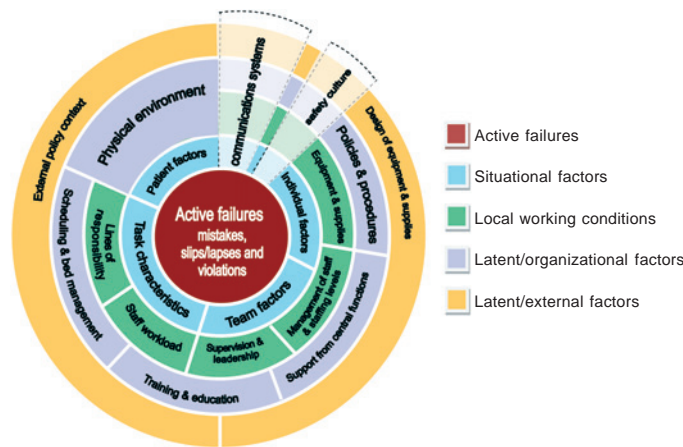 communications systems
safety culture
External policy context
Design of equipment & supplies
Physical environment
Policies & procedures
Scheduling & bed management
Support from central functions
Training & education
Lines of
responsibility
Equipment & supplies
Management of staff
& staffing levels
Staff workload
Supervision &
leadership
Patient factors
Individual factors
Task characteristics
Team factors
Active failures
mistakes,
slips/lapses and
violations
Active failures
Situational factors
Local working conditions
Latent/organizational factors
Latent/external factors